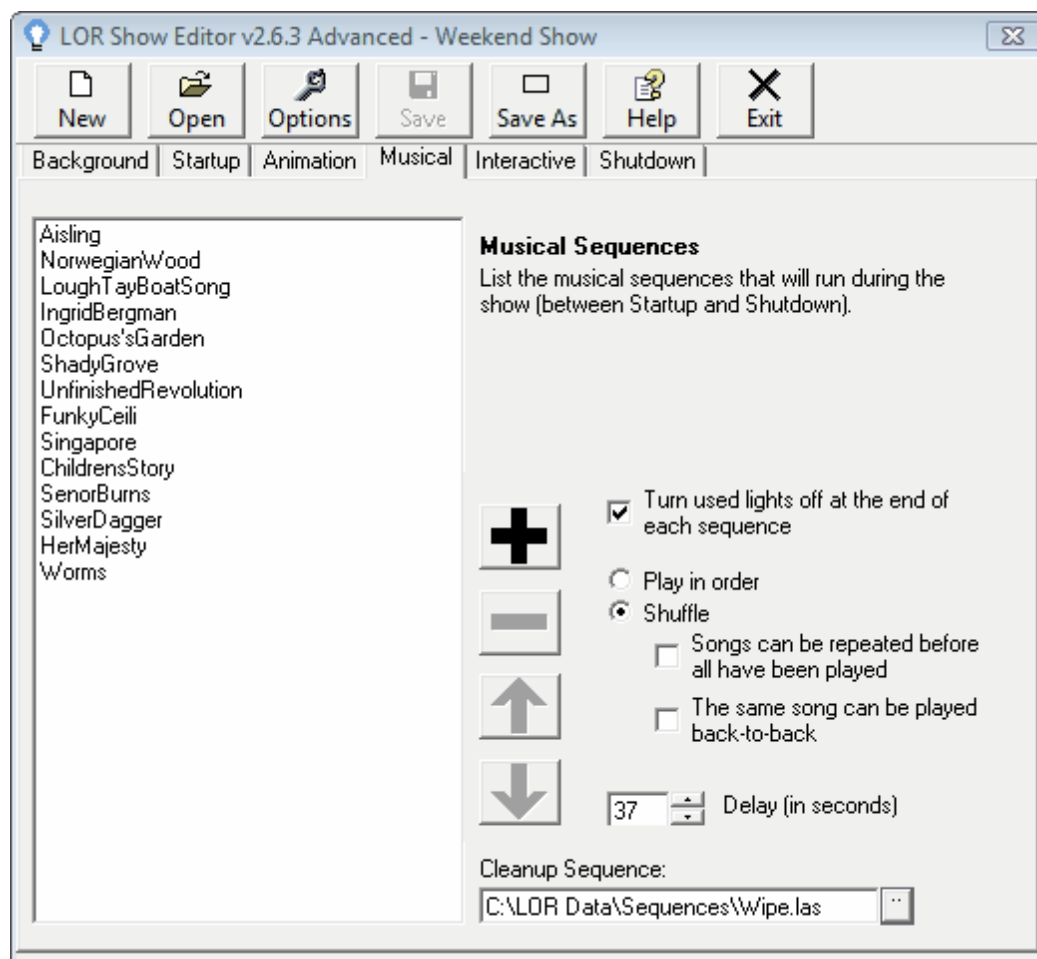 LOR Show Editor v2.6.3 Advanced - Weekend Show
New Open Options Save Save As Help Exit
Background Startup Animation Musical Interactive Shutdown
Aisling
NorwegianWood
LoughTayBoatSong
IngridBergman
Octopus'sGarden
ShadyGrove
UnfinishedRevolution
FunkyCeili
Singapore
ChildrensStory
SenorBurns
SilverDagger
HerMajesty
Worms
Musical Sequences
List the musical sequences that will run during the
show (between Startup and Shutdown).
Turn used lights off at the end of
each sequence
Play in order
Shuffle
Songs can be repeated before
all have been played
The same song can be played
back-to-back
37 Delay (in seconds)
Cleanup Sequence:
C:\LOR Data\Sequences\Wipe.las ..